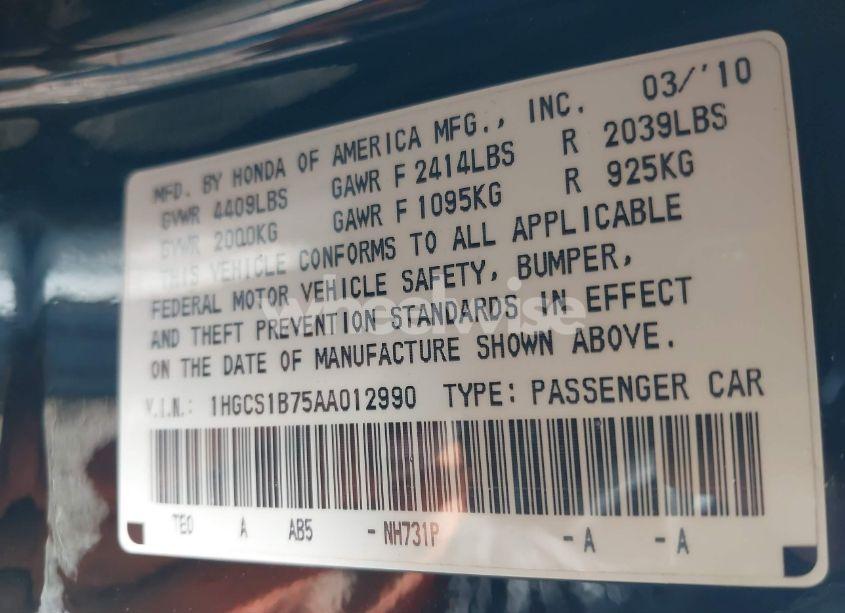 MFD. BY HONDA OF AMERICA MFG., INC. 03/'10
GVWR 4409LBS GAWR F 2414LBS R 2039LBS
GVWR 2000KG GAWR F 1095KG R 925KG
THIS VEHICLE CONFORMS TO ALL APPLICABLE
FEDERAL MOTOR VEHICLE SAFETY, BUMPER,
AND THEFT PREVENTION STANDARDS IN EFFECT
ON THE DATE OF MANUFACTURE SHOWN ABOVE.
V.I.N.: 1HGCS1B75AA012990 TYPE: PASSENGER CAR
TE0 A AB5 - NH731P - A - A
wheelwise